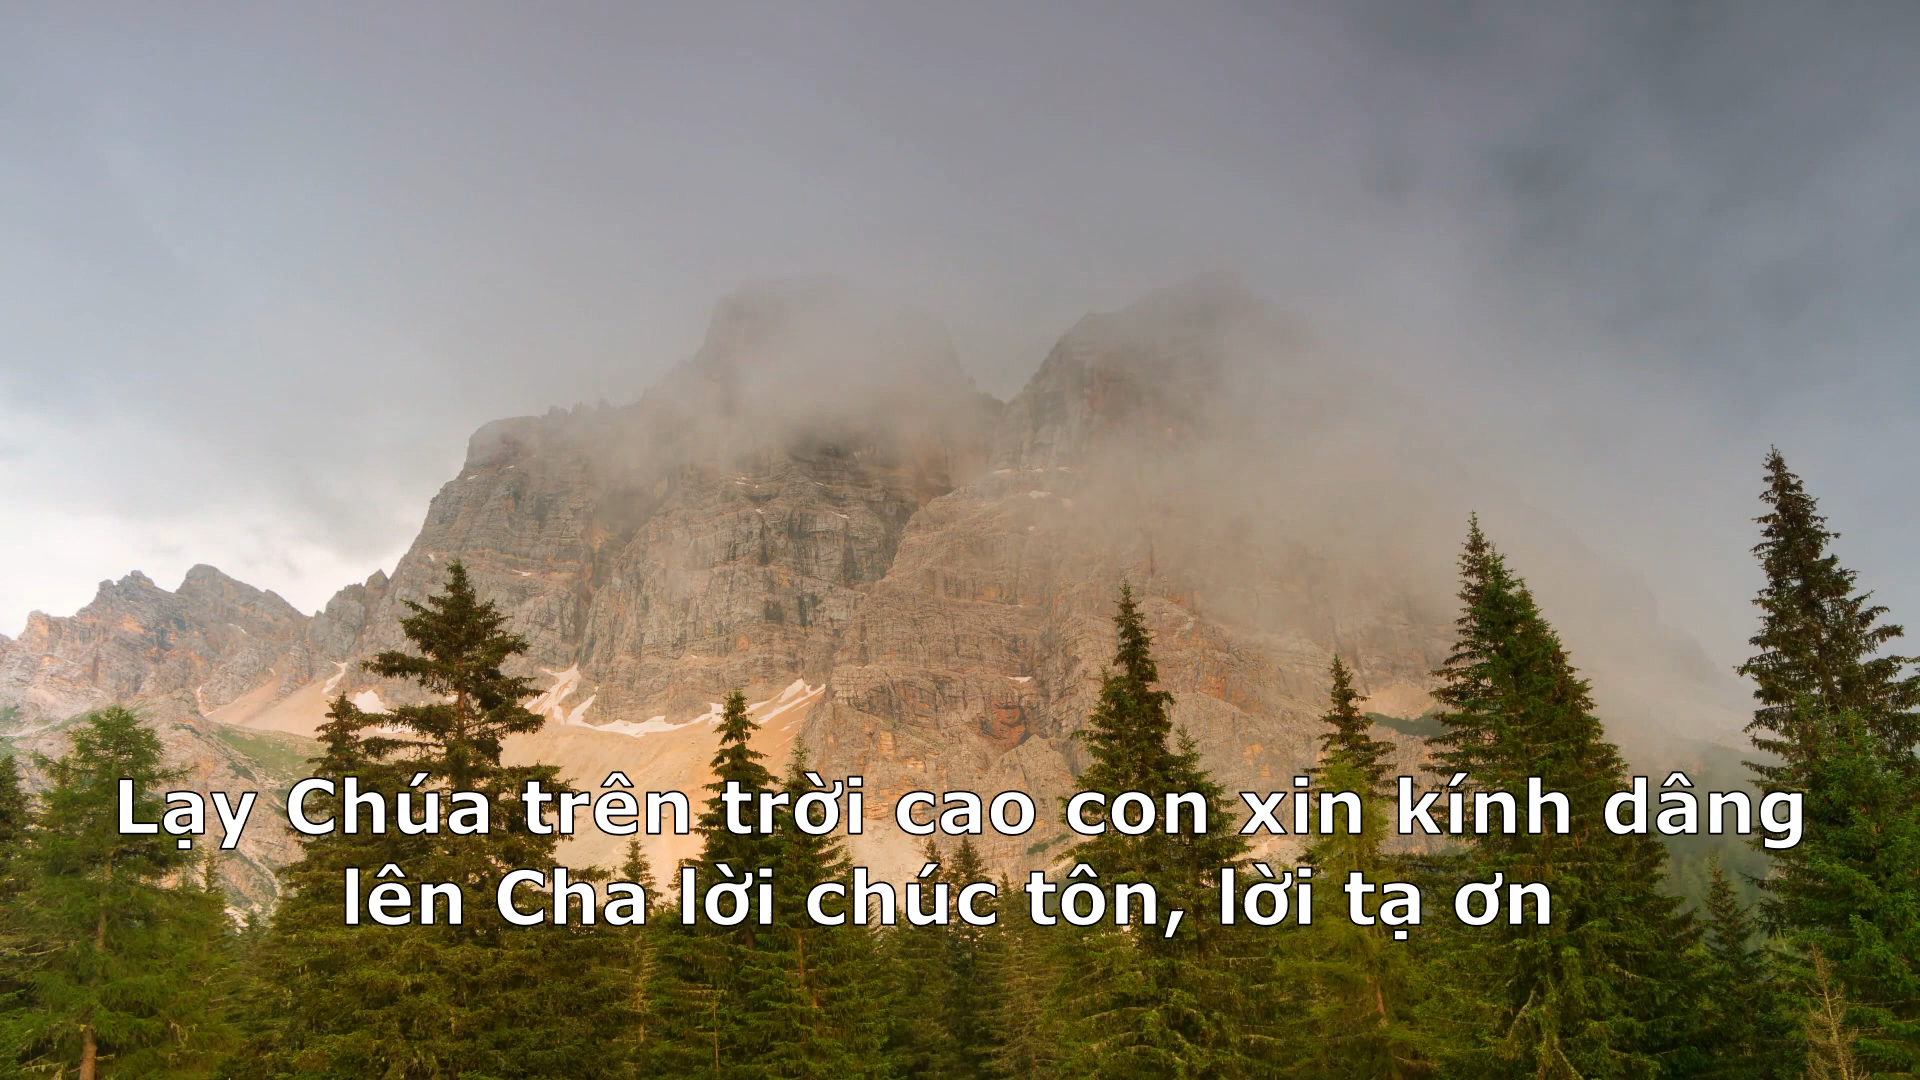 Lạy Chúa trên trời cao con xin kính dâng
lên Cha lời chúc tôn, lời tạ ơn